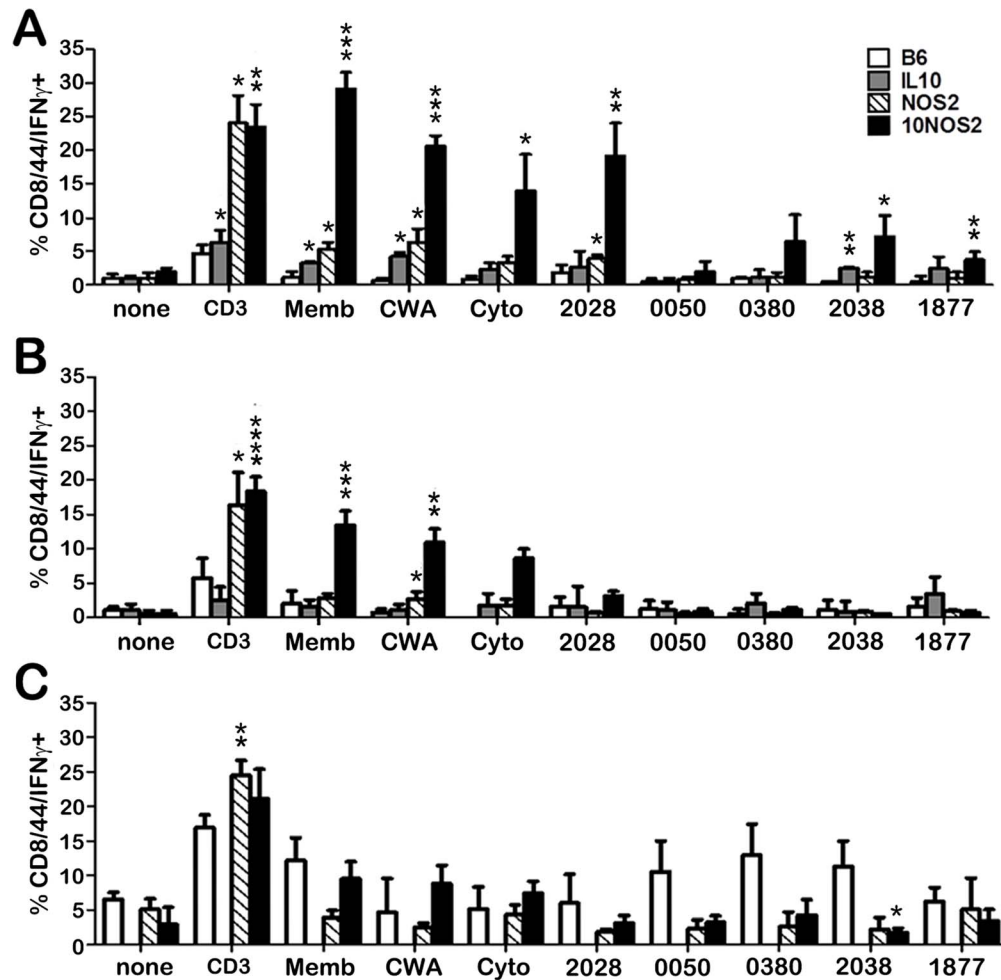 A
% CD8/44/IFNγ+
35
30
25
20
15
10
5
0
* ** * * *** * * *** * * ** ** * **
*
B6
IL10
NOS2
10NOS2
none CD3 Memb CWA Cyto 2028 0050 0380 2038 1877
B
% CD8/44/IFNγ+
35
30
25
20
15
10
5
0
* **** *** * **
none CD3 Memb CWA Cyto 2028 0050 0380 2038 1877
C
% CD8/44/IFNγ+
35
30
25
20
15
10
5
0
** *
none CD3 Memb CWA Cyto 2028 0050 0380 2038 1877